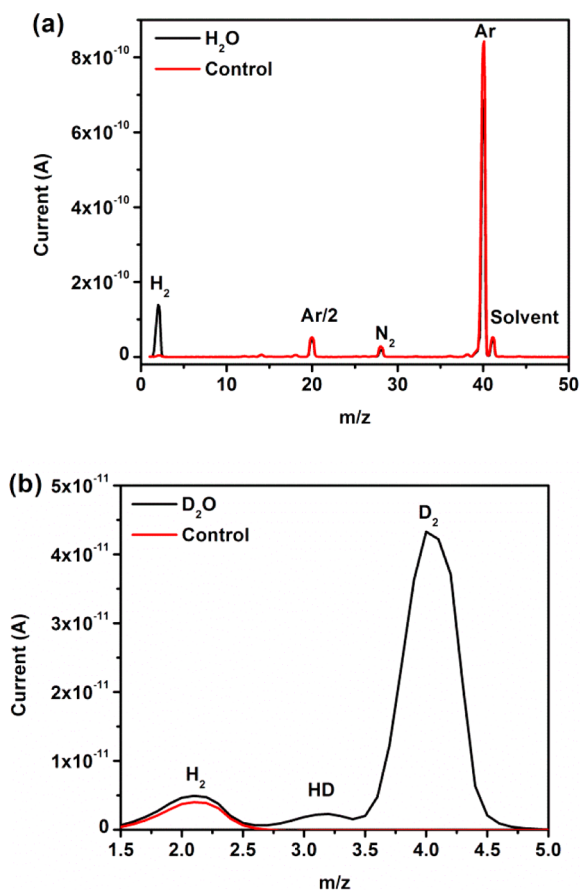 (a)
H₂O
Control
Ar
8x10⁻¹⁰
6x10⁻¹⁰
4x10⁻¹⁰
2x10⁻¹⁰
0
Current (A)
H₂
Ar/2
N₂
Solvent
0 10 20 30 40 50
m/z
(b)
D₂O
Control
D₂
5x10⁻¹¹
4x10⁻¹¹
3x10⁻¹¹
2x10⁻¹¹
1x10⁻¹¹
0
Current (A)
H₂
HD
1.5 2.0 2.5 3.0 3.5 4.0 4.5 5.0
m/z